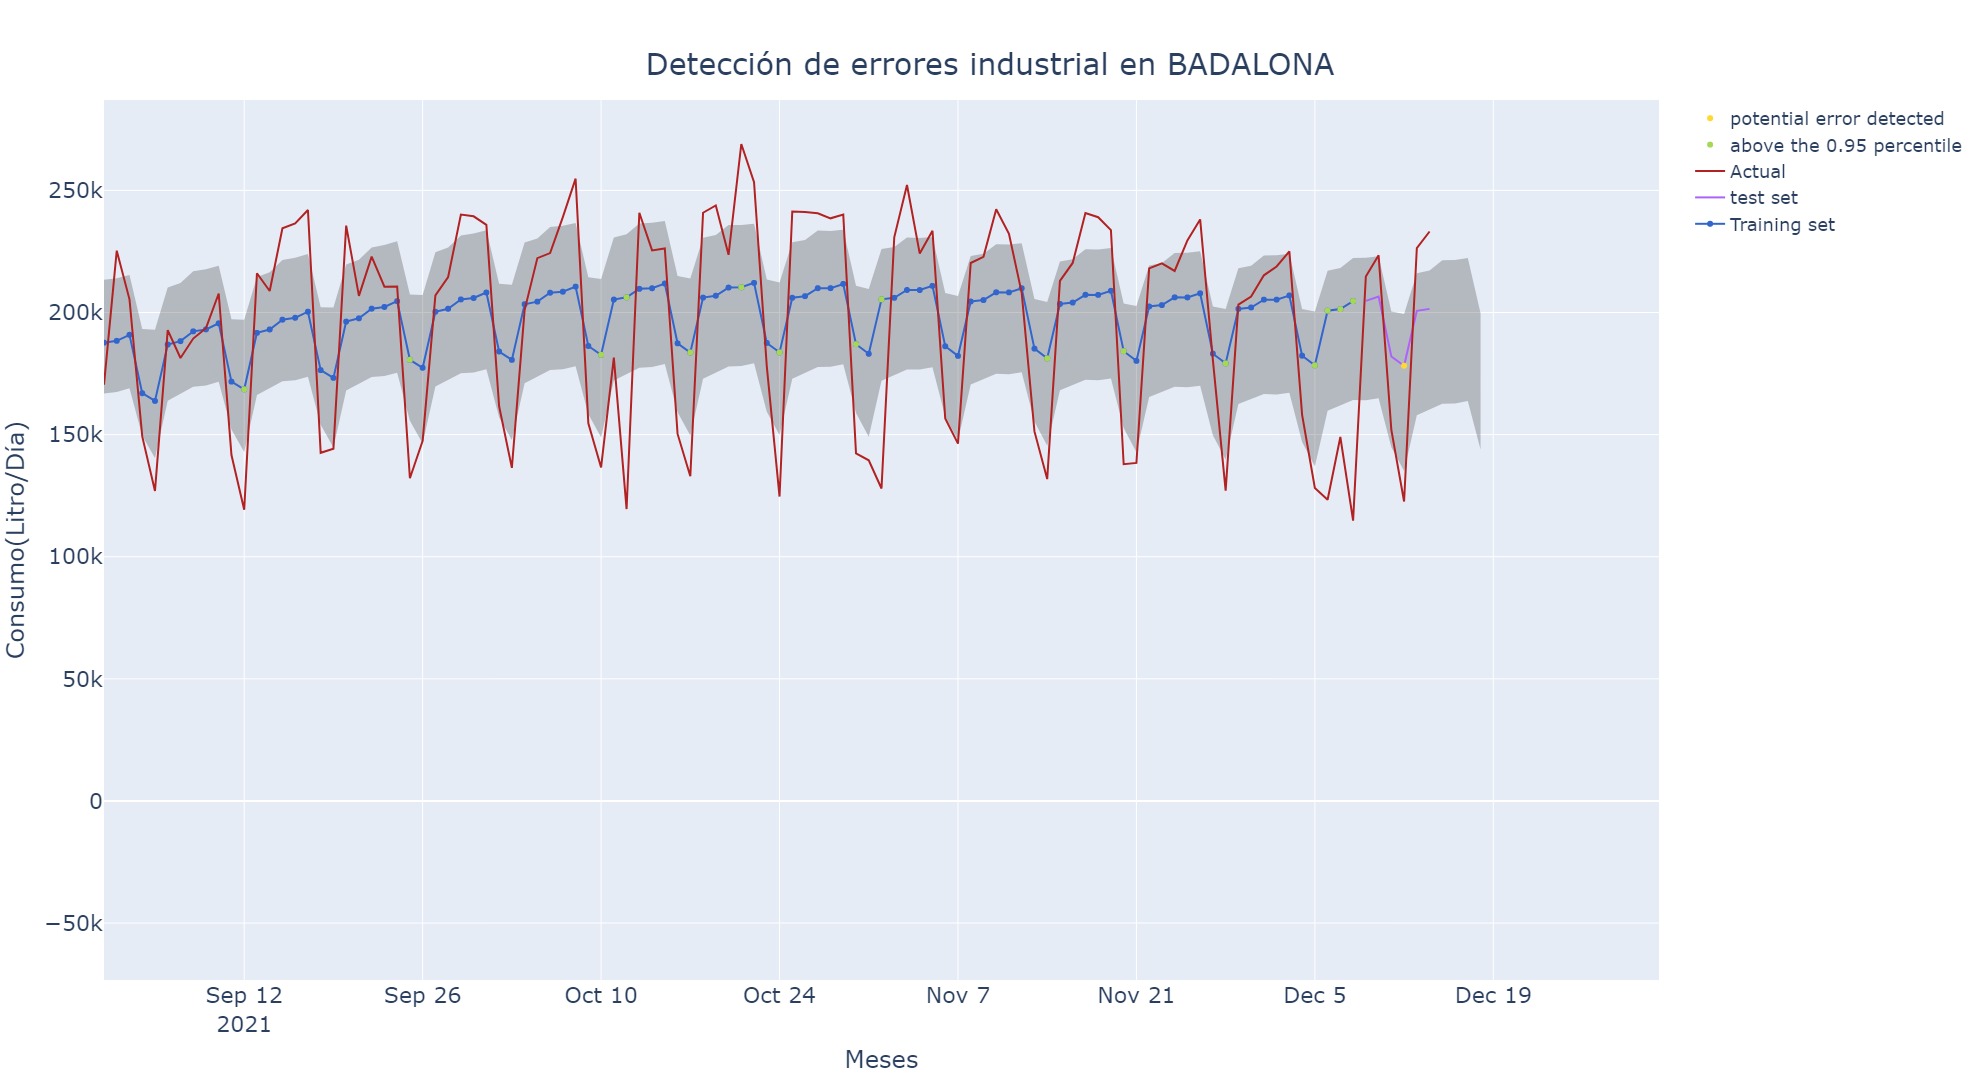 Detección de errores industrial en BADALONA
potential error detected
above the 0.95 percentile
Actual
test set
Training set
Consumo(Litro/Día)
250k
200k
150k
100k
50k
0
−50k
Sep 12
2021
Sep 26
Oct 10
Oct 24
Nov 7
Nov 21
Dec 5
Dec 19
Meses